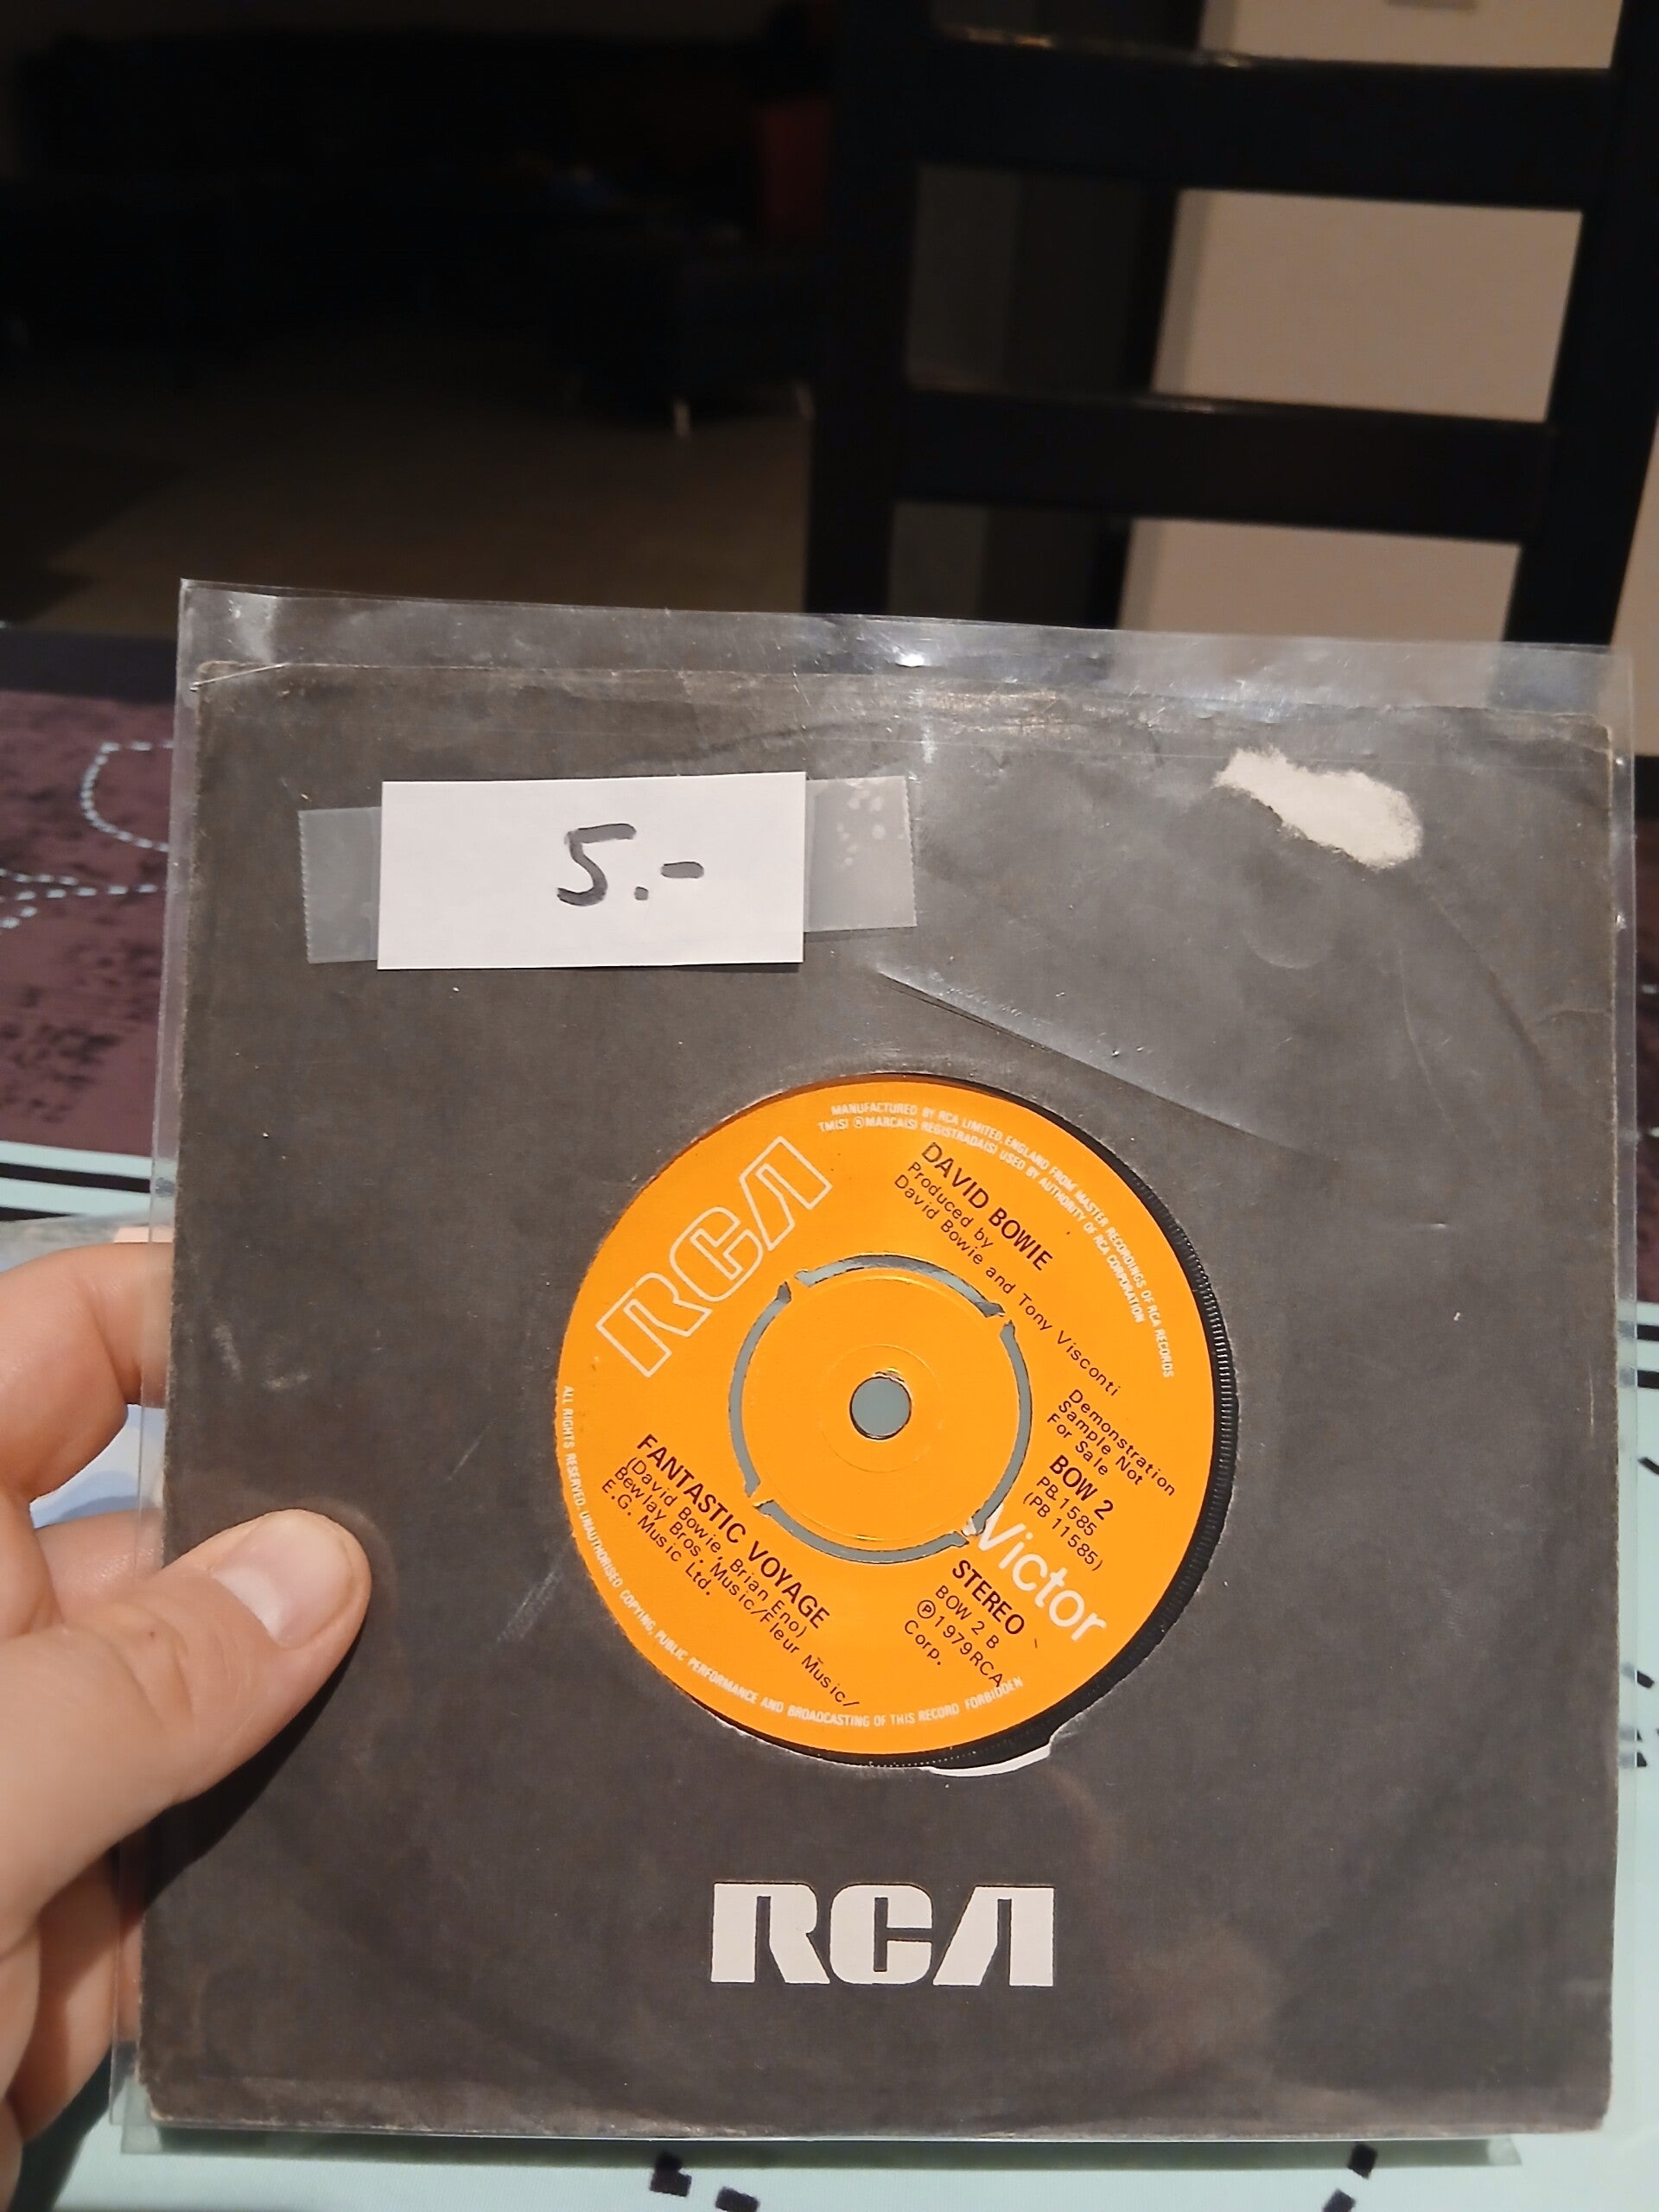 5.-
MANUFACTURED BY RCA LIMITED, ENGLAND FROM MASTER RECORDINGS OF RCA RECORDS
TM(S) ® MARCA(S) REGISTRADA(S) USED BY AUTHORITY OF RCA CORPORATION
RCA
DAVID BOWIE
Produced by
David Bowie and Tony Visconti
Demonstration
Sample Not
For Sale
BOW 2
PB 1585
(PB 11585)
Victor
STEREO
BOW 2 B
℗1979RCA
Corp.
FANTASTIC VOYAGE
(David Bowie, Brian Eno)
Bewlay Bros. Music/Fleur Music/
E.G. Music Ltd.
ALL RIGHTS RESERVED. UNAUTHORISED COPYING, PUBLIC PERFORMANCE AND BROADCASTING OF THIS RECORD FORBIDDEN
RCA